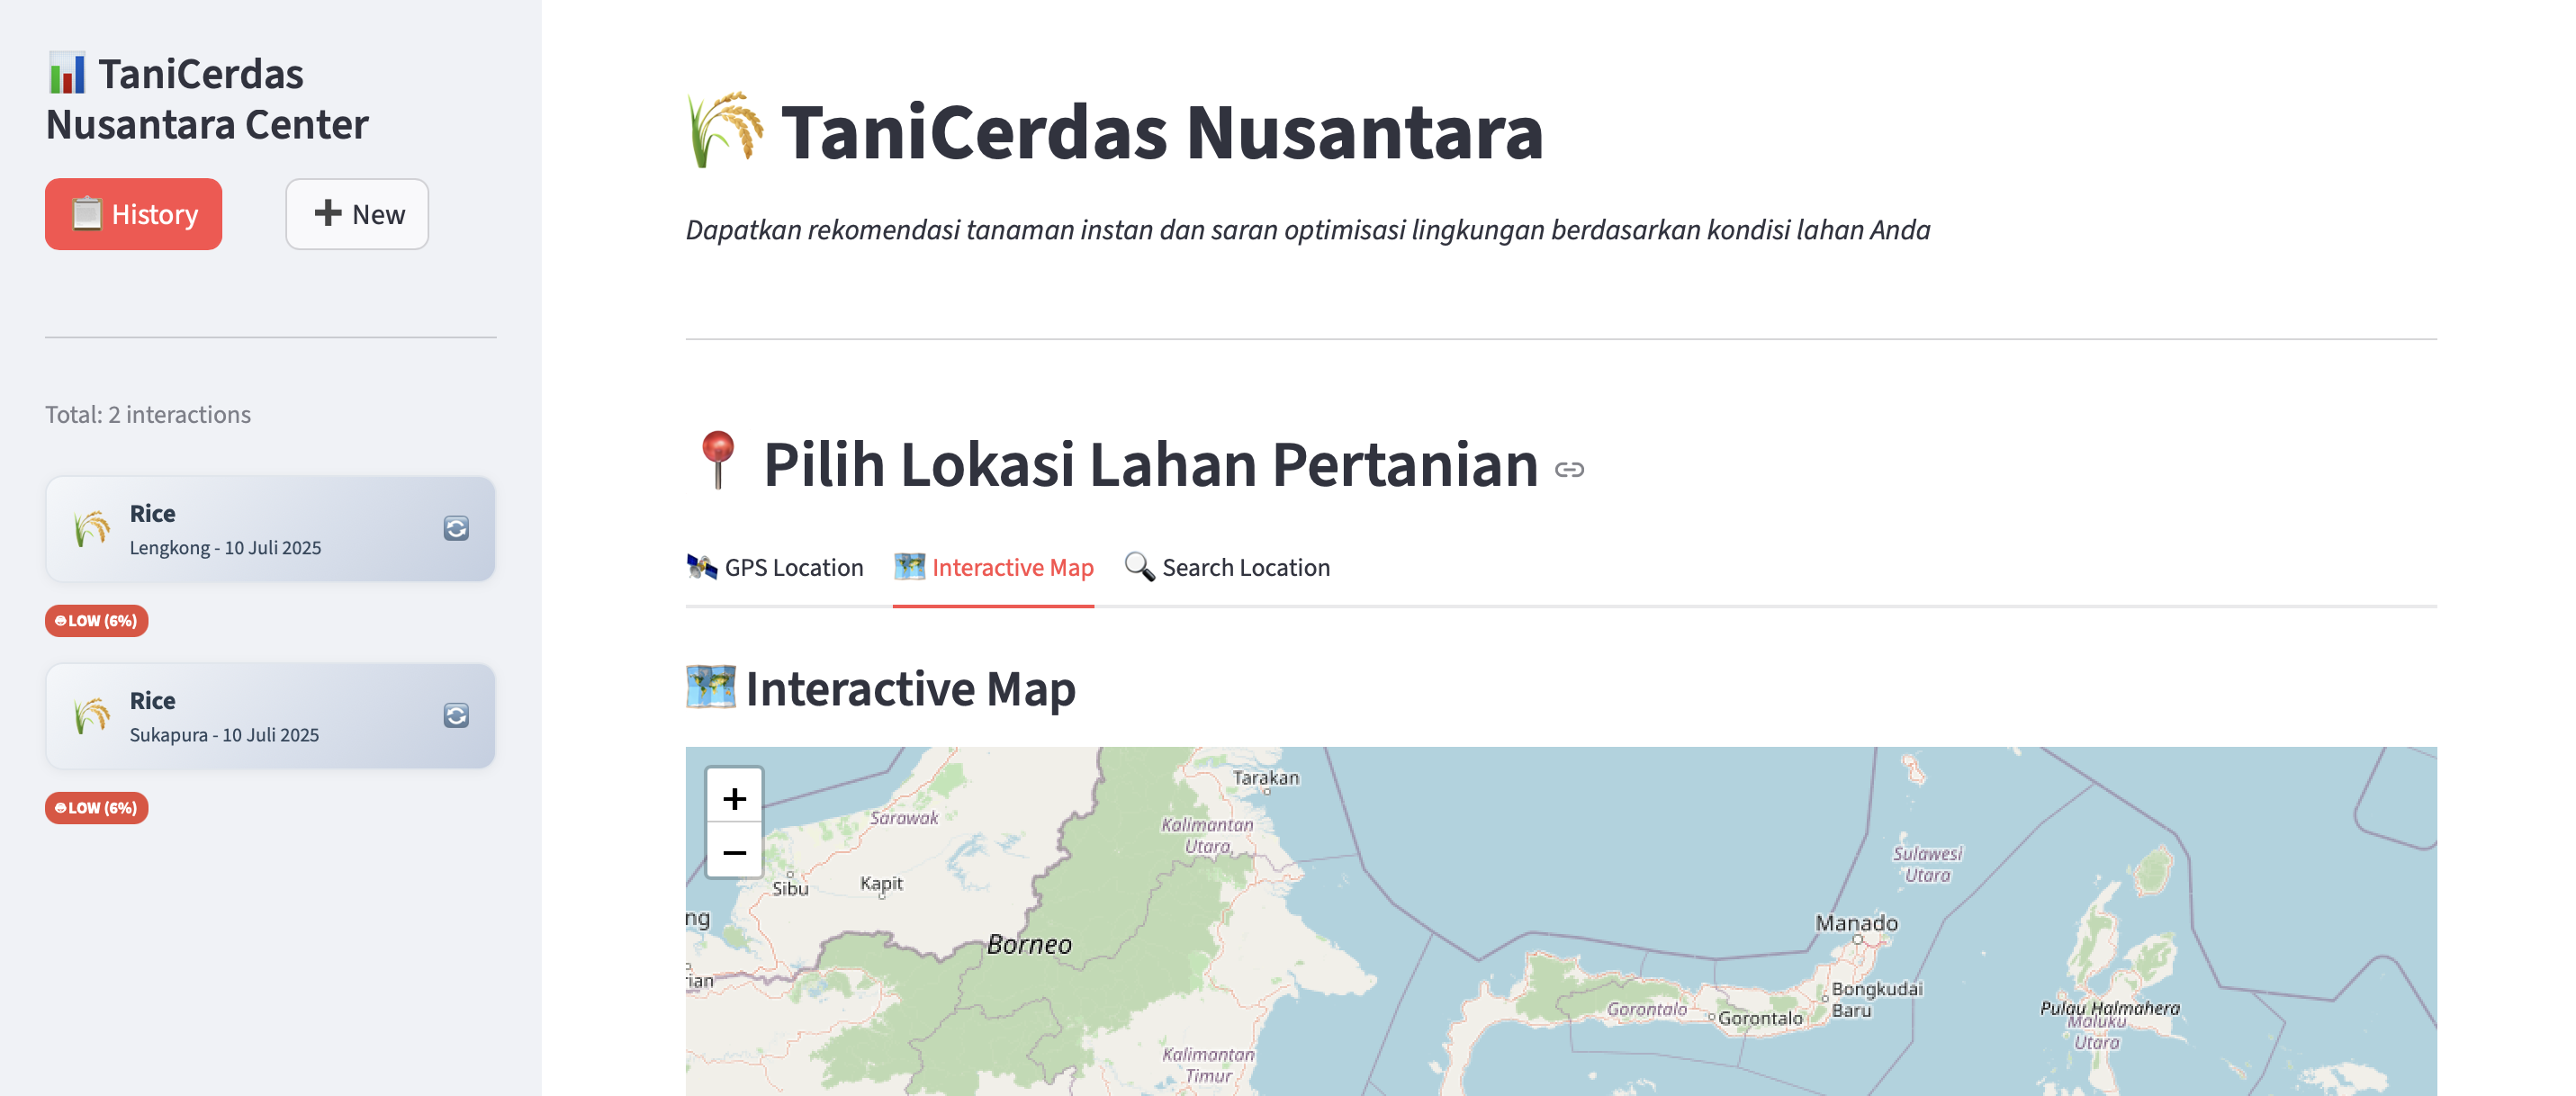 TaniCerdas
Nusantara Center
History
New
Total: 2 interactions
Rice
Lengkong - 10 Juli 2025
LOW (6%)
Rice
Sukapura - 10 Juli 2025
LOW (6%)
TaniCerdas Nusantara
Dapatkan rekomendasi tanaman instan dan saran optimisasi lingkungan berdasarkan kondisi lahan Anda
Pilih Lokasi Lahan Pertanian
GPS Location
Interactive Map
Search Location
Interactive Map
+
−
Tarakan
Sarawak
Kalimantan
Utara
Sibu
Kapit
ng
Borneo
rian
Sulawesi
Utara
Manado
Bongkudai
Baru
Gorontalo
Gorontalo
Pulau Halmahera
Maluku
Utara
Kalimantan
Timur